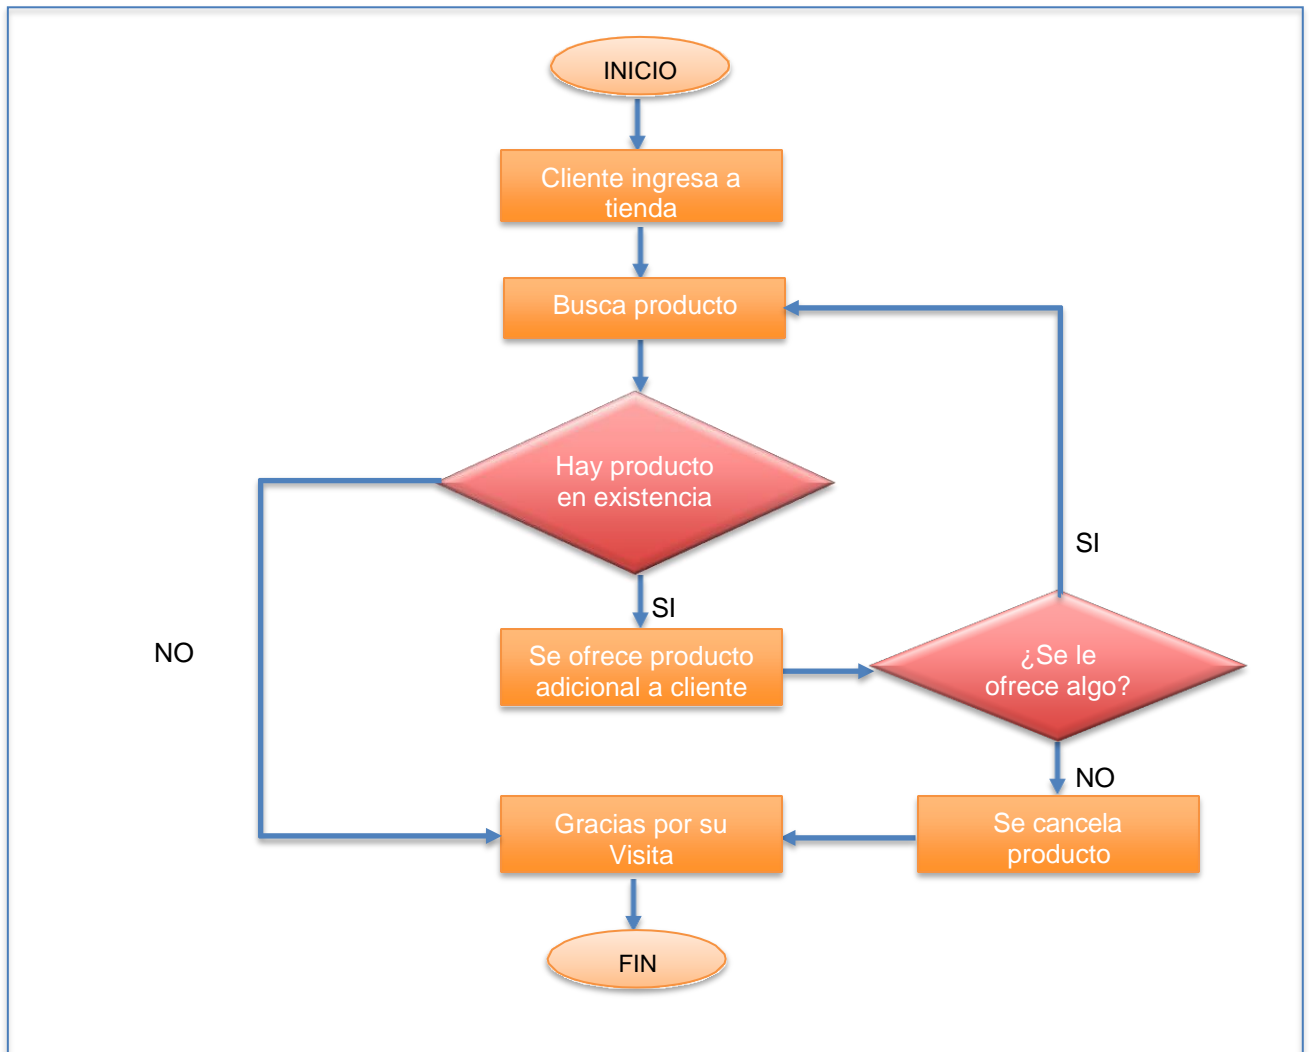 INICIO
Cliente ingresa a
tienda
Busca producto
Hay producto
en existencia
SI
SI
NO
Se ofrece producto
adicional a cliente
¿Se le
ofrece algo?
NO
Gracias por su
Visita
Se cancela
producto
FIN